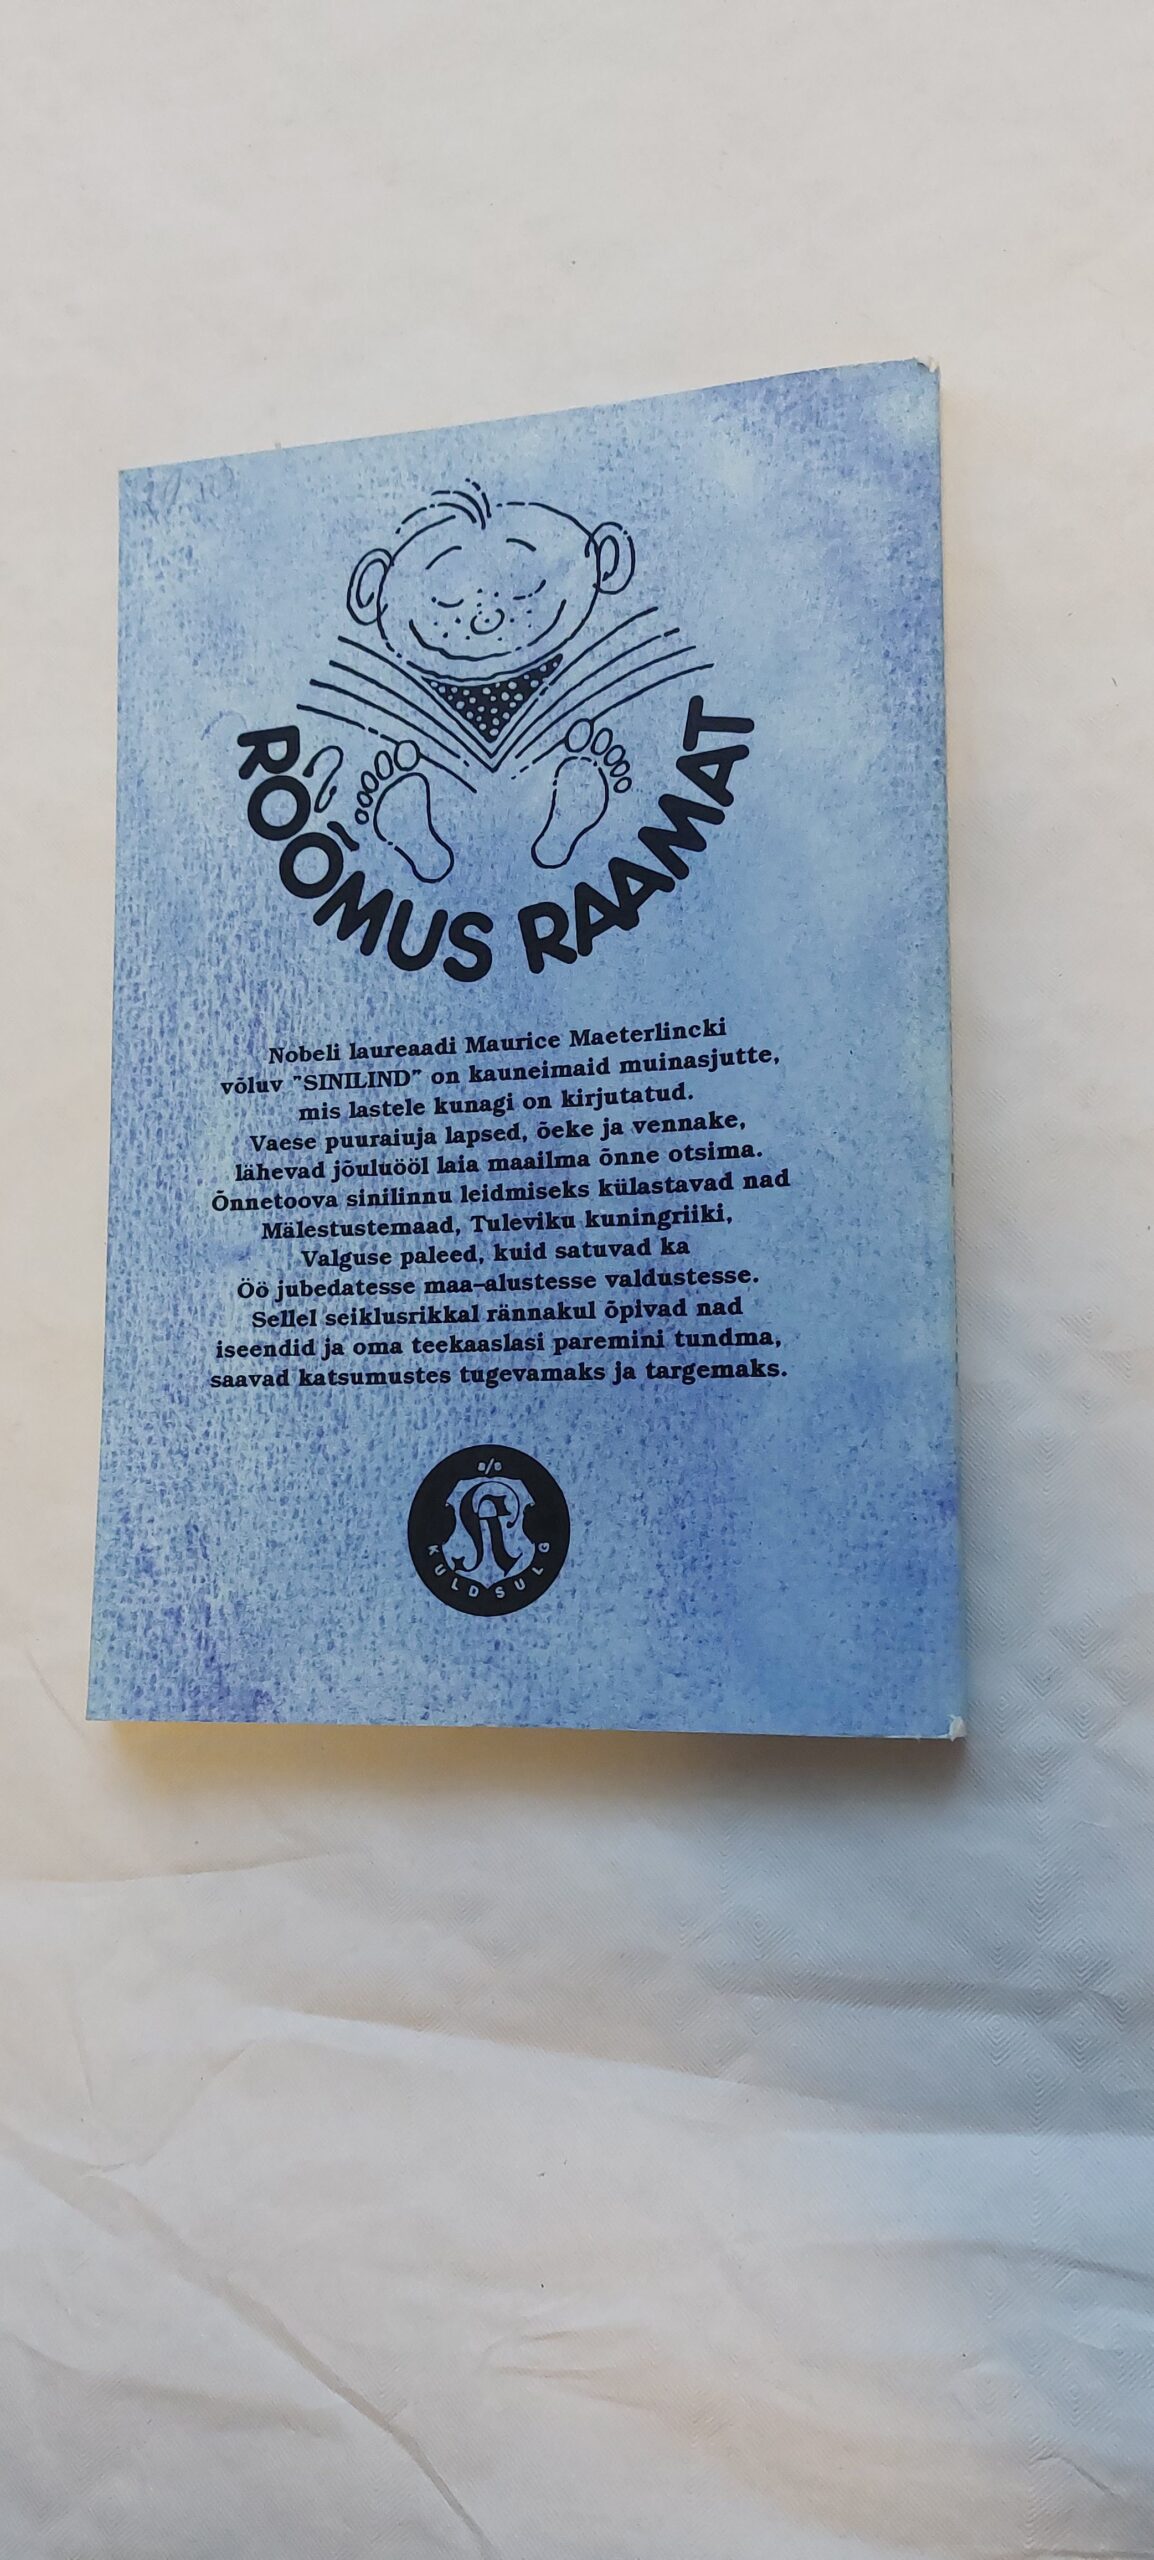 RÕÕMUS RAAMAT
Nobeli laureaadi Maurice Maeterlincki
võluv "SINILIND" on kauneimaid muinasjutte,
mis lastele kunagi on kirjutatud.
Vaese puuraiuja lapsed, õeke ja vennake,
lähevad jõuluööl laia maailma õnne otsima.
Õnnetoova sinilinnu leidmiseks külastavad nad
Mälestustemaad, Tuleviku kuningriiki,
Valguse paleed, kuid satuvad ka
Öö jubedatesse maa-alustesse valdustesse.
Sellel seiklusrikkal rännakul õpivad nad
iseendid ja oma teekaaslasi paremini tundma,
saavad katsumustes tugevamaks ja targemaks.
a/s
K
KULDSULG